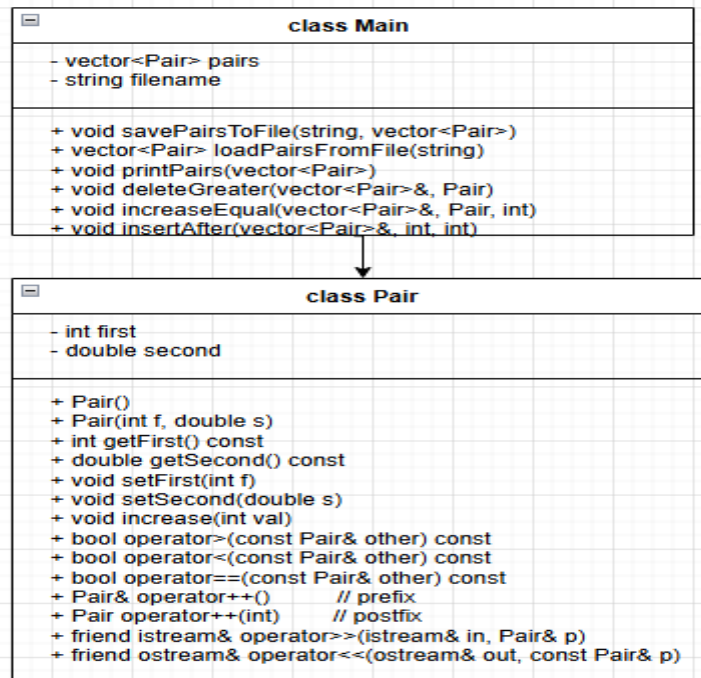 class Main
- vector<Pair> pairs
- string filename
+ void savePairsToFile(string, vector<Pair>)
+ vector<Pair> loadPairsFromFile(string)
+ void printPairs(vector<Pair>)
+ void deleteGreater(vector<Pair>&, Pair)
+ void increaseEqual(vector<Pair>&, Pair, int)
+ void insertAfter(vector<Pair>&, int, int)
class Pair
- int first
- double second
+ Pair()
+ Pair(int f, double s)
+ int getFirst() const
+ double getSecond() const
+ void setFirst(int f)
+ void setSecond(double s)
+ void increase(int val)
+ bool operator>(const Pair& other) const
+ bool operator<(const Pair& other) const
+ bool operator==(const Pair& other) const
+ Pair& operator++() // prefix
+ Pair operator++(int) // postfix
+ friend istream& operator>>(istream& in, Pair& p)
+ friend ostream& operator<<(ostream& out, const Pair& p)